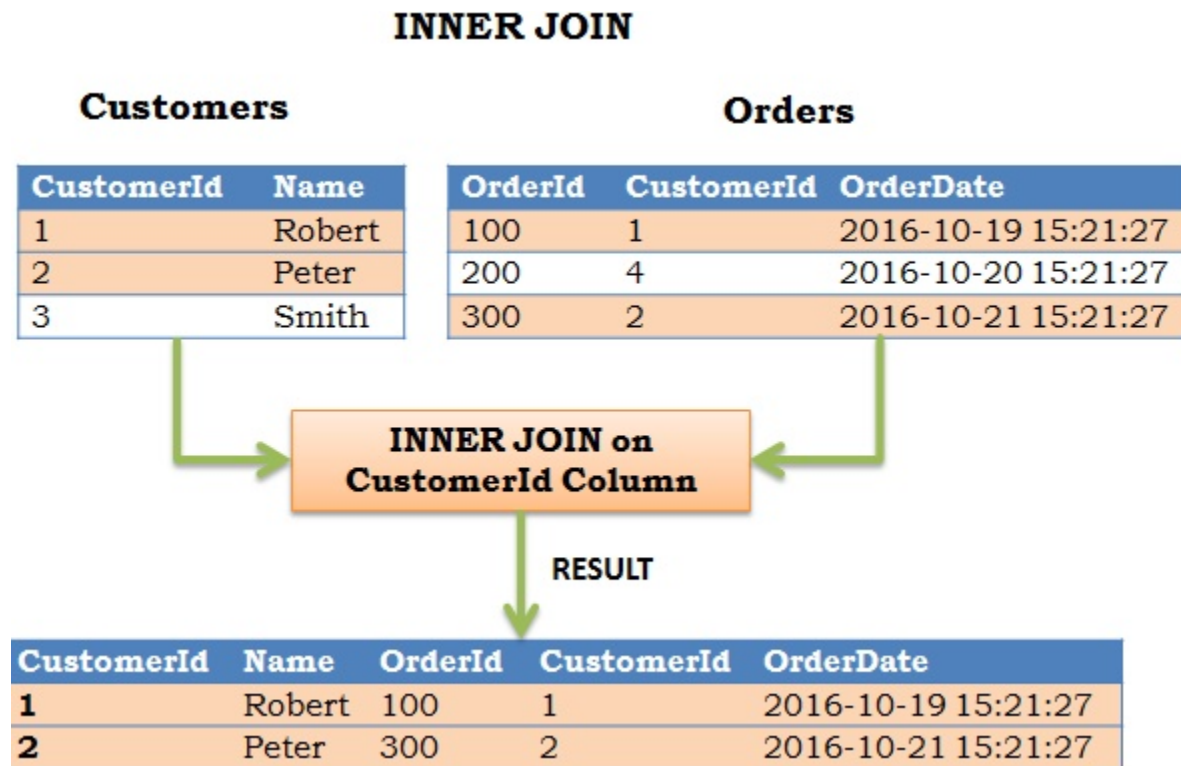 INNER JOIN
Customers
CustomerId Name
1 Robert
2 Peter
3 Smith
Orders
OrderId CustomerId OrderDate
100 1 2016-10-19 15:21:27
200 4 2016-10-20 15:21:27
300 2 2016-10-21 15:21:27
INNER JOIN on
CustomerId Column
RESULT
CustomerId Name OrderId CustomerId OrderDate
1 Robert 100 1 2016-10-19 15:21:27
2 Peter 300 2 2016-10-21 15:21:27